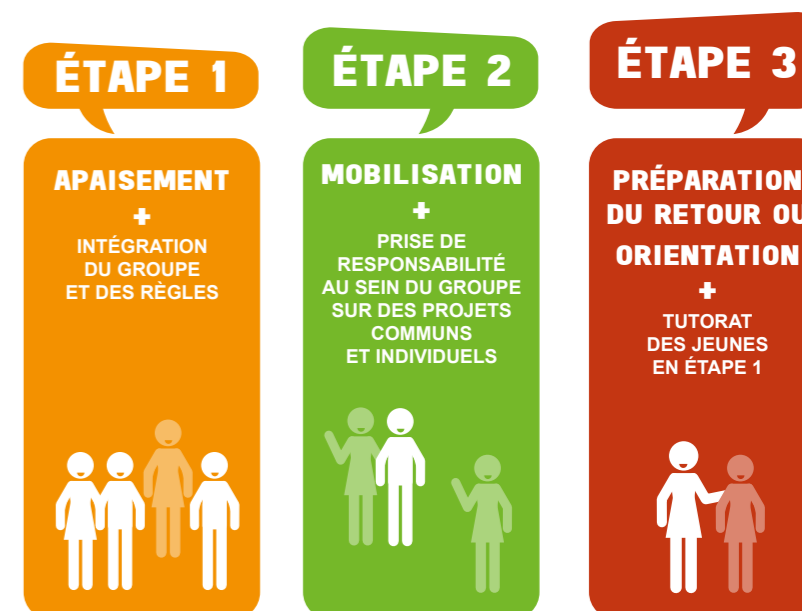 ÉTAPE 1
APAISEMENT
+
INTÉGRATION
DU GROUPE
ET DES RÈGLES
ÉTAPE 2
MOBILISATION
+
PRISE DE
RESPONSABILITÉ
AU SEIN DU GROUPE
SUR DES PROJETS
COMMUNS
ET INDIVIDUELS
ÉTAPE 3
PRÉPARATION
DU RETOUR OU
ORIENTATION
+
TUTORAT
DES JEUNES
EN ÉTAPE 1